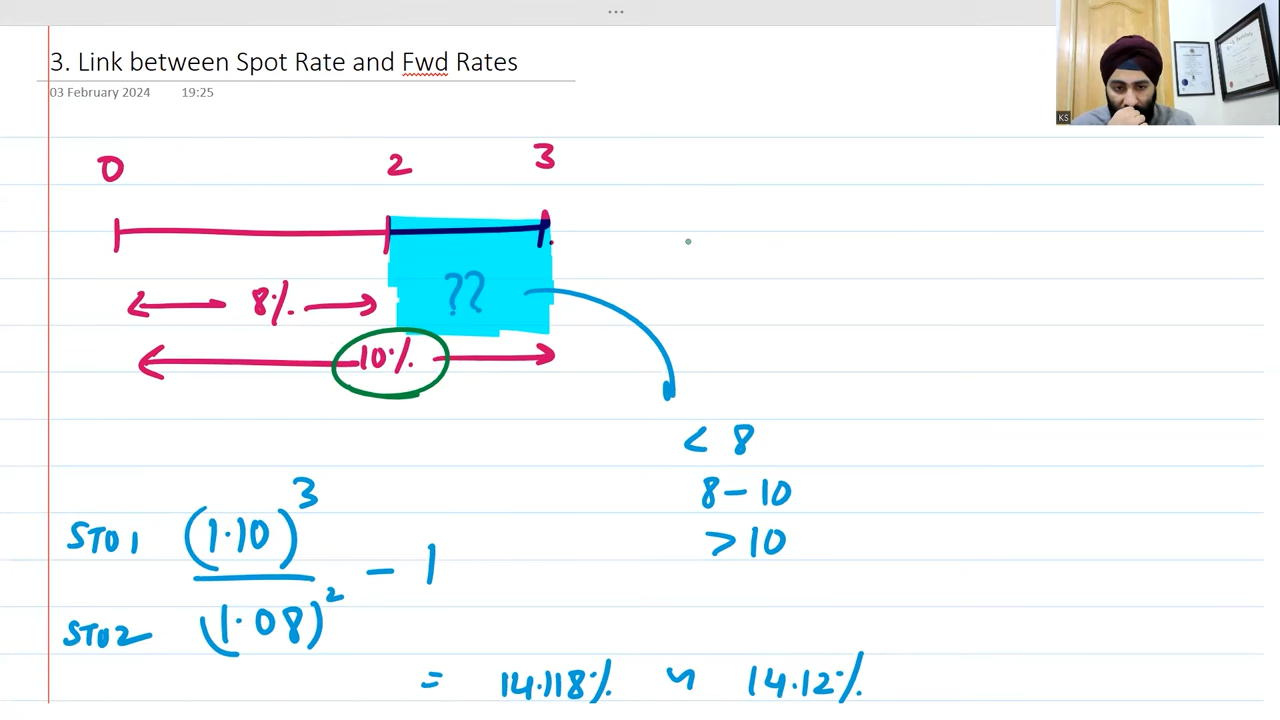 3. Link between Spot Rate and Fwd Rates
03 February 2024 19:25
KS
0 2 3
8% ??
10%
< 8
8 - 10
> 10
STO1 (1.10)^3
- 1
STO2 (1.08)^2
= 14.118% ~ 14.12%